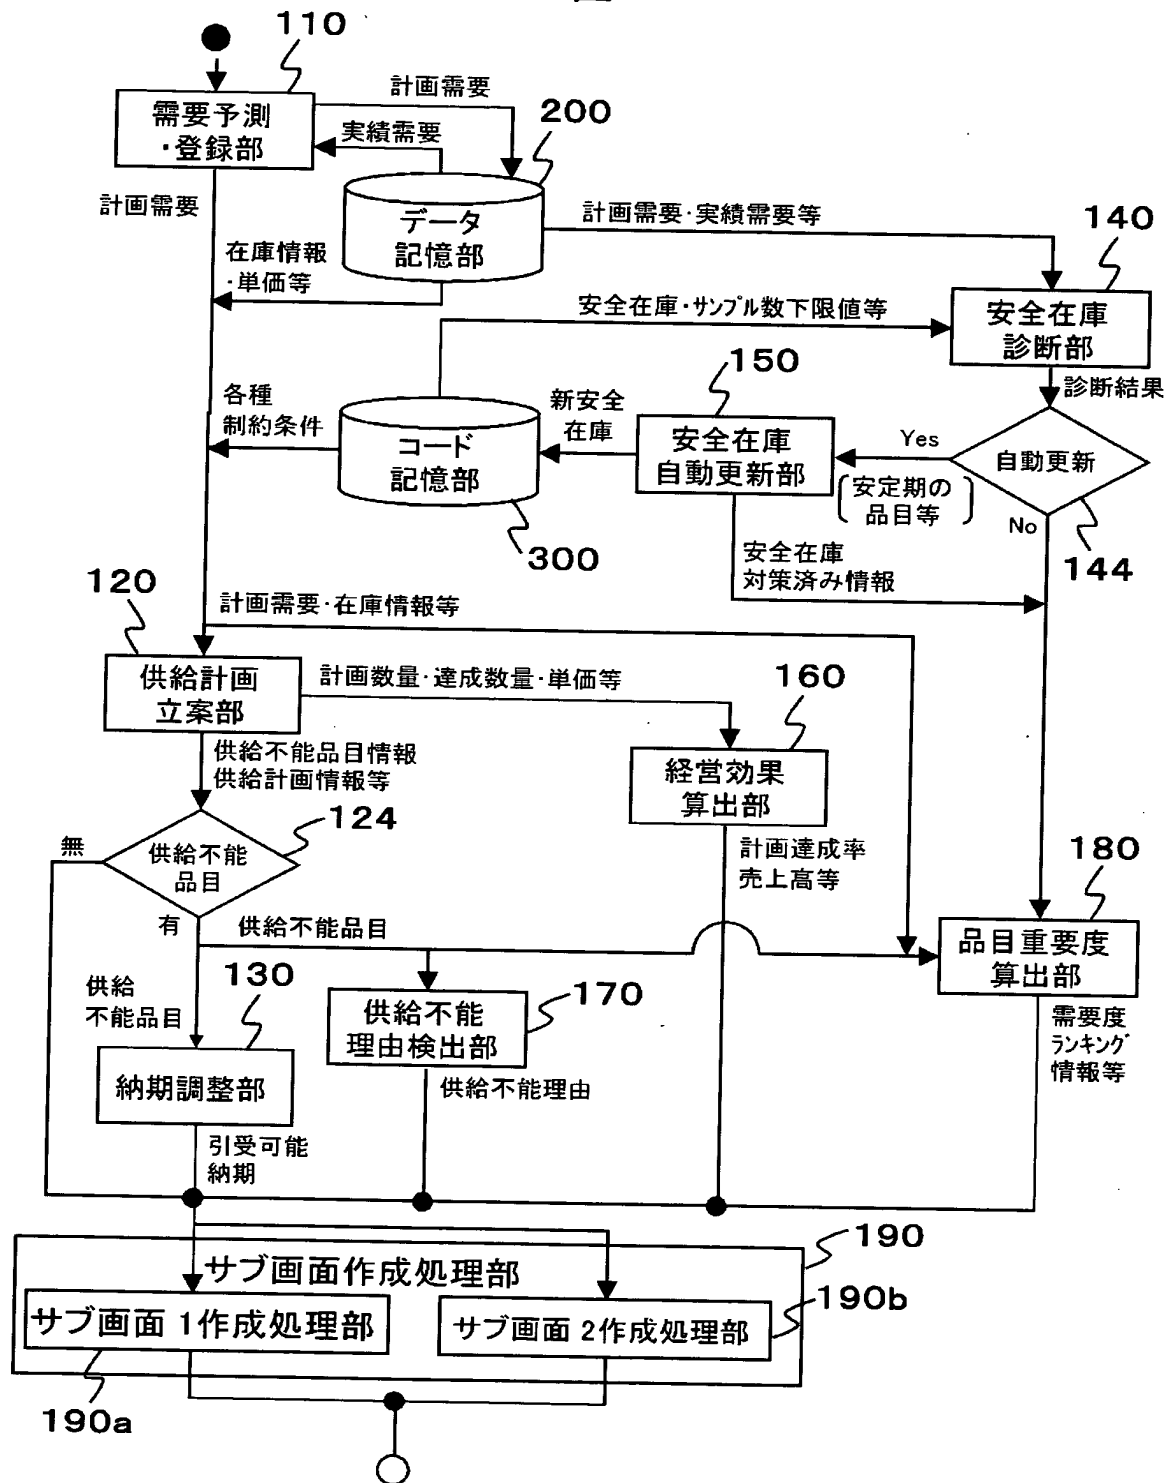 110
需要予測
・登録部
計画需要
実績需要
200
計画需要
データ
記憶部
計画需要・実績需要等
140
在庫情報
・単価等
安全在庫・サンプル数下限値等
安全在庫
診断部
150
診断結果
各種
制約条件
コード
記憶部
新安全
在庫
安全在庫
自動更新部
Yes
自動更新
安定期の
品目等
No
300
144
安全在庫
対策済み情報
120
計画需要・在庫情報等
供給計画
立案部
計画数量・達成数量・単価等
160
供給不能品目情報
供給計画情報等
経営効果
算出部
124
無
供給不能
品目
計画達成率
売上高等
180
有
供給不能品目
品目重要度
算出部
130
供給
不能品目
170
供給不能
理由検出部
需要度
ランキング
情報等
納期調整部
供給不能理由
引受可能
納期
190
サブ画面作成処理部
190b
サブ画面 1作成処理部
サブ画面 2作成処理部
190a